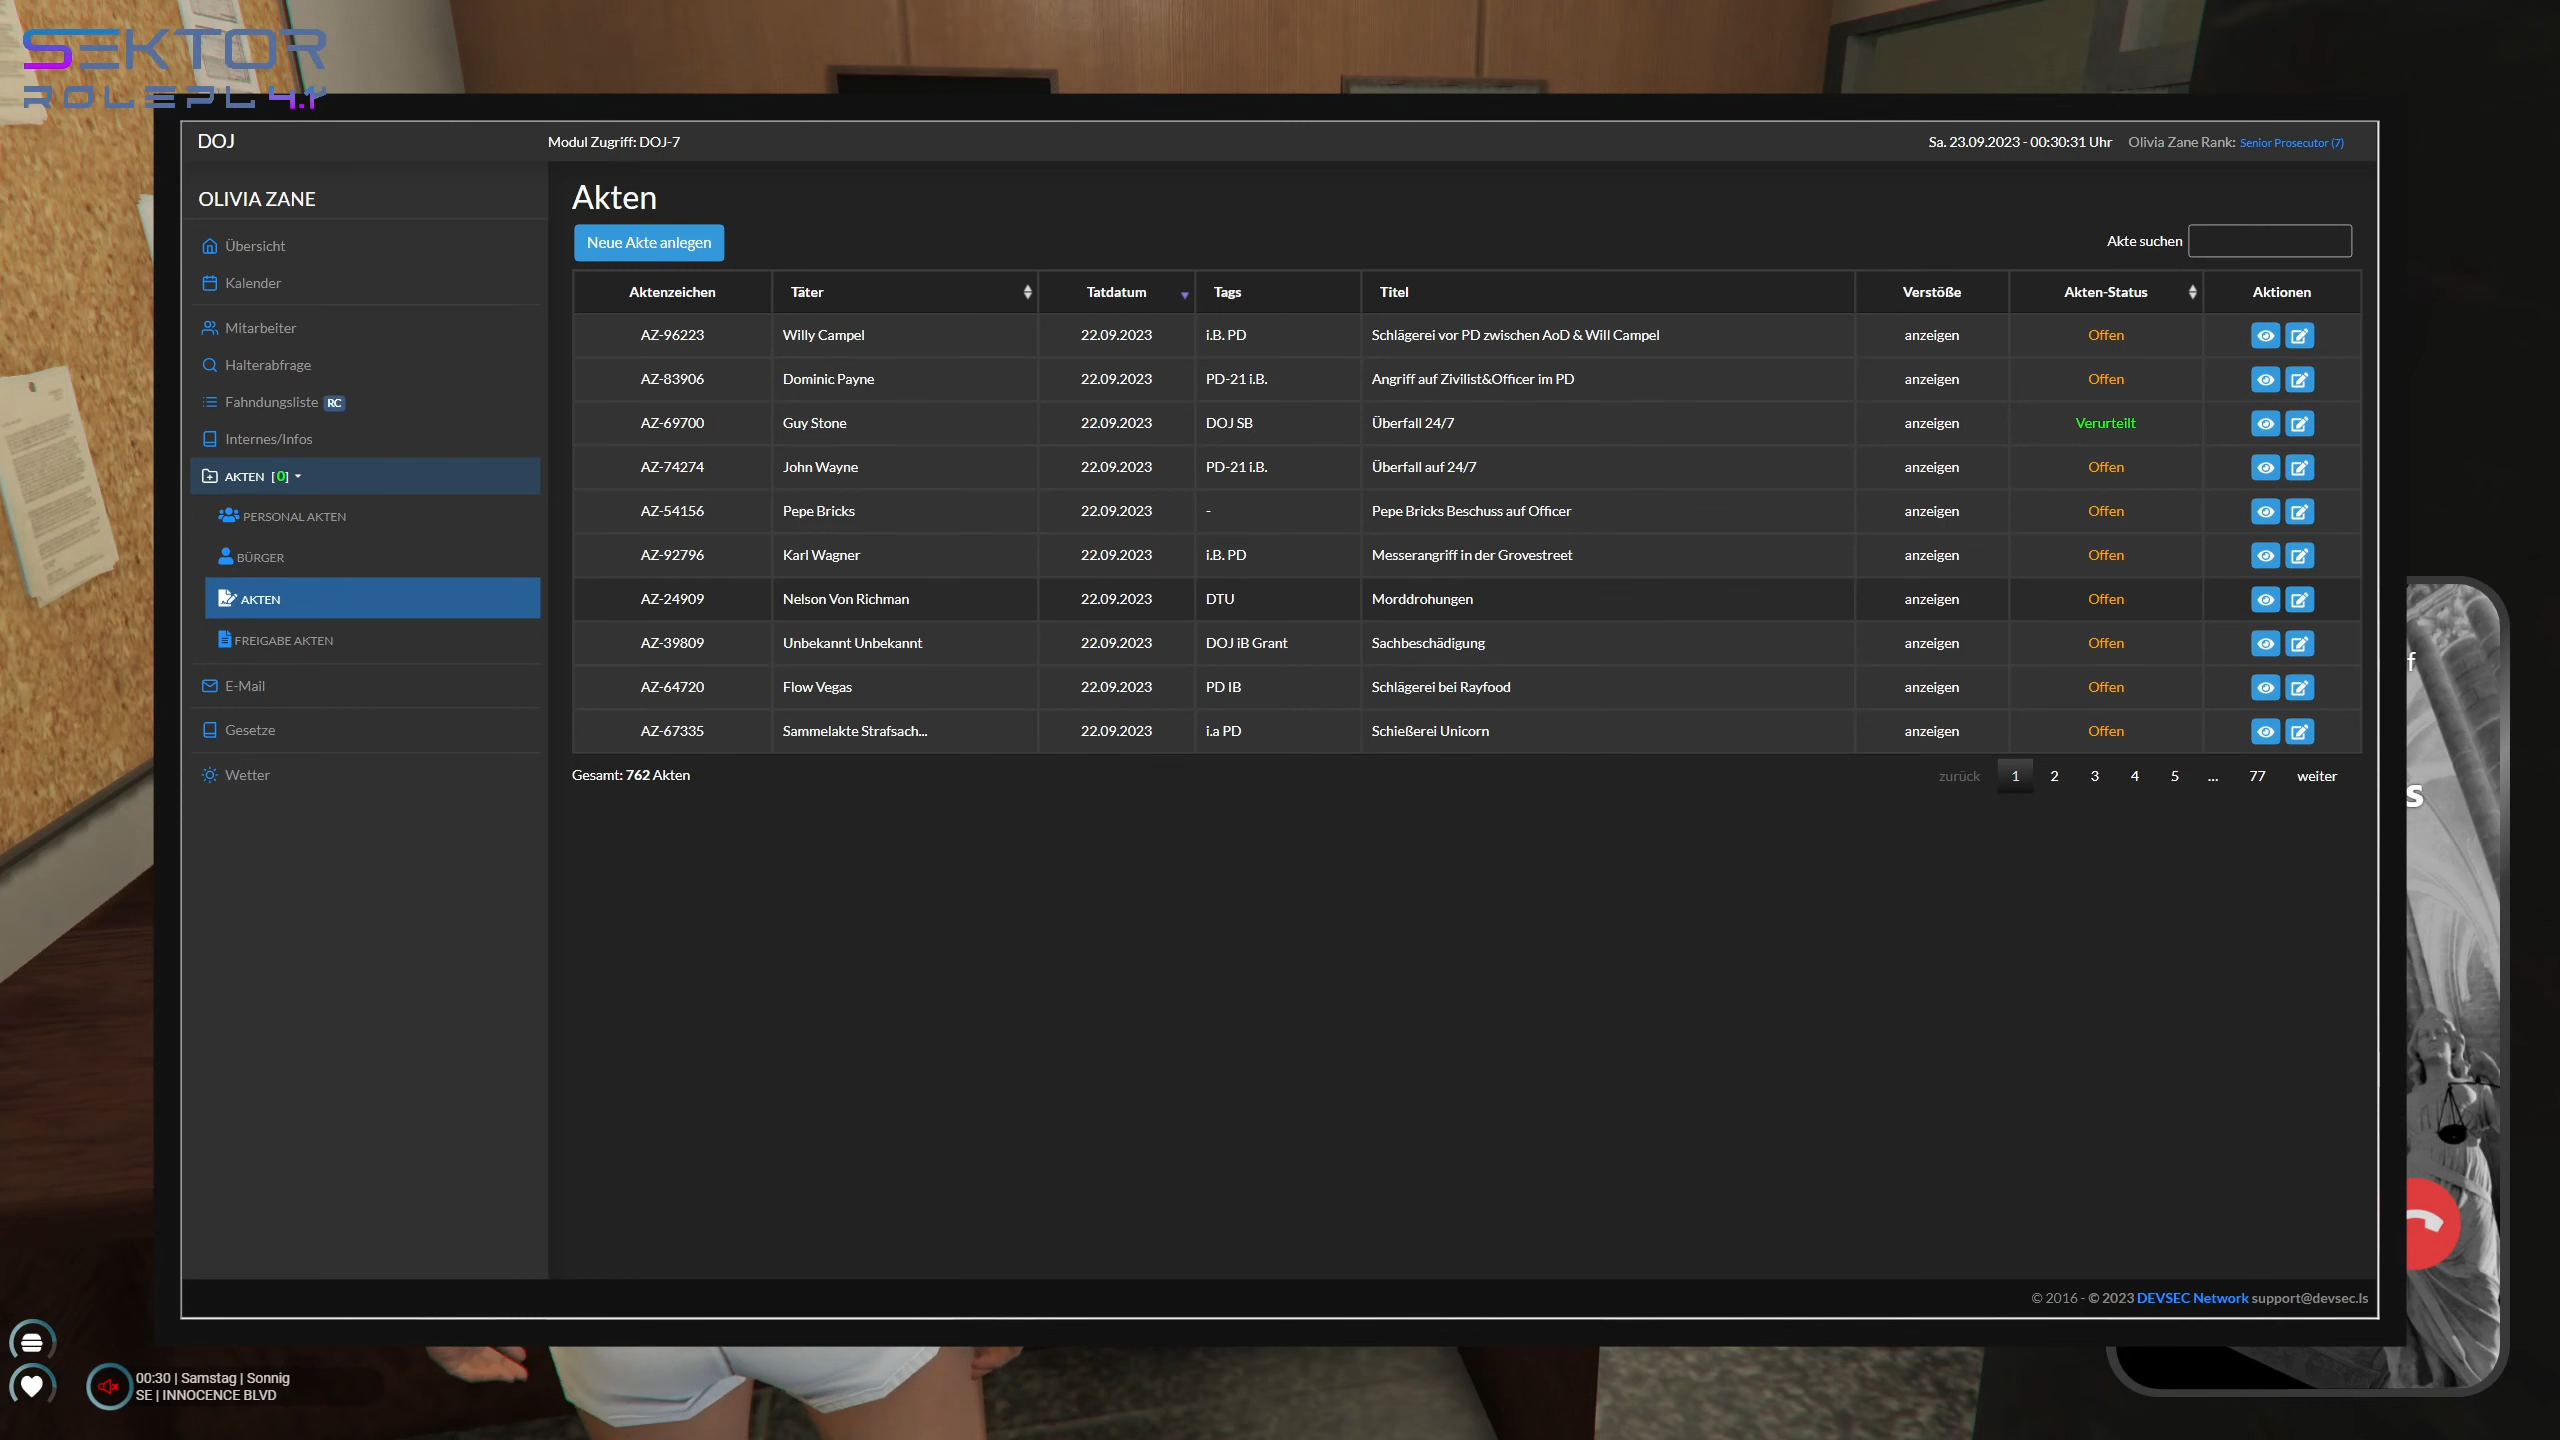 SEKTOR
ROLEPL4.Y
DOJ
Modul Zugriff: DOJ-7
Sa. 23.09.2023 - 00:30:31 Uhr Olivia Zane Rank: Senior Prosecutor (7)
OLIVIA ZANE
Übersicht
Kalender
Mitarbeiter
Halterabfrage
Fahndungsliste RC
Internes/Infos
AKTEN [0]
PERSONAL AKTEN
BÜRGER
AKTEN
FREIGABE AKTEN
E-Mail
Gesetze
Wetter
Akten
Neue Akte anlegen
Akte suchen
Aktenzeichen Täter Tatdatum Tags Titel Verstöße Akten-Status Aktionen
AZ-96223 Willy Campel 22.09.2023 i.B. PD Schlägerei vor PD zwischen AoD & Will Campel anzeigen Offen
AZ-83906 Dominic Payne 22.09.2023 PD-21 i.B. Angriff auf Zivilist&Officer im PD anzeigen Offen
AZ-69700 Guy Stone 22.09.2023 DOJ SB Überfall 24/7 anzeigen Verurteilt
AZ-74274 John Wayne 22.09.2023 PD-21 i.B. Überfall auf 24/7 anzeigen Offen
AZ-54156 Pepe Bricks 22.09.2023 - Pepe Bricks Beschuss auf Officer anzeigen Offen
AZ-92796 Karl Wagner 22.09.2023 i.B. PD Messerangriff in der Grovestreet anzeigen Offen
AZ-24909 Nelson Von Richman 22.09.2023 DTU Morddrohungen anzeigen Offen
AZ-39809 Unbekannt Unbekannt 22.09.2023 DOJ iB Grant Sachbeschädigung anzeigen Offen
AZ-64720 Flow Vegas 22.09.2023 PD IB Schlägerei bei Rayfood anzeigen Offen
AZ-67335 Sammelakte Strafsach... 22.09.2023 i.a PD Schießerei Unicorn anzeigen Offen
Gesamt: 762 Akten
zurück 1 2 3 4 5 ... 77 weiter
f
s
© 2016 - © 2023 DEVSEC Network support@devsec.ls
00:30 | Samstag | Sonnig
SE | INNOCENCE BLVD